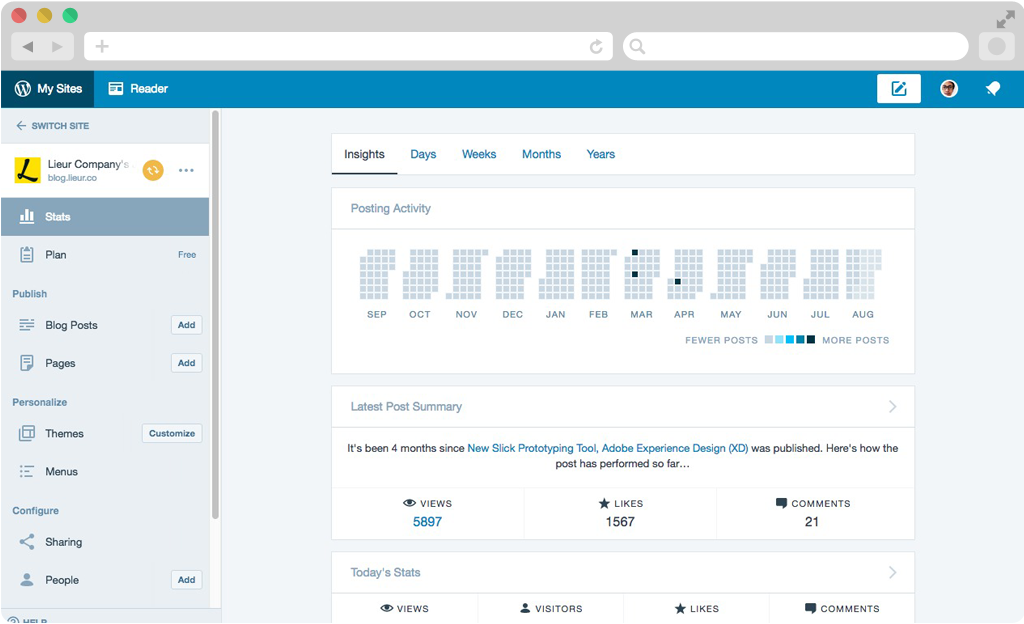 My Sites
Reader
SWITCH SITE
Lieur Company's
blog.lieur.co
Stats
Plan
Free
Publish
Blog Posts
Add
Pages
Add
Personalize
Themes
Customize
Menus
Configure
Sharing
People
Add
HELP
Insights
Days
Weeks
Months
Years
Posting Activity
SEP OCT NOV DEC JAN FEB MAR APR MAY JUN JUL AUG
FEWER POSTS MORE POSTS
Latest Post Summary
It's been 4 months since New Slick Prototyping Tool, Adobe Experience Design (XD) was published. Here's how the
post has performed so far…
VIEWS
5897
LIKES
1567
COMMENTS
21
Today's Stats
VIEWS
VISITORS
LIKES
COMMENTS